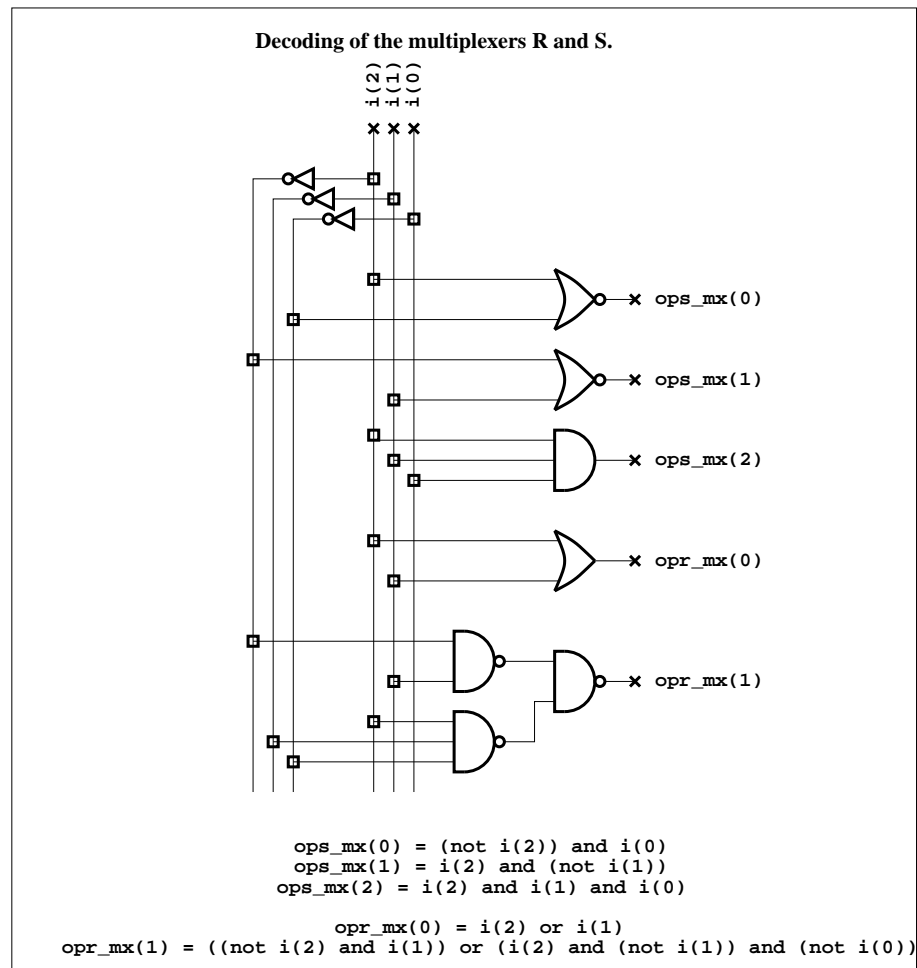 Decoding of the multiplexers R and S.
i(2)
i(1)
i(0)
ops_mx(0)
ops_mx(1)
ops_mx(2)
opr_mx(0)
opr_mx(1)
ops_mx(0) = (not i(2)) and i(0)
ops_mx(1) = i(2) and (not i(1))
ops_mx(2) = i(2) and i(1) and i(0)
opr_mx(0) = i(2) or i(1)
opr_mx(1) = ((not i(2) and i(1)) or (i(2) and (not i(1)) and (not i(0))